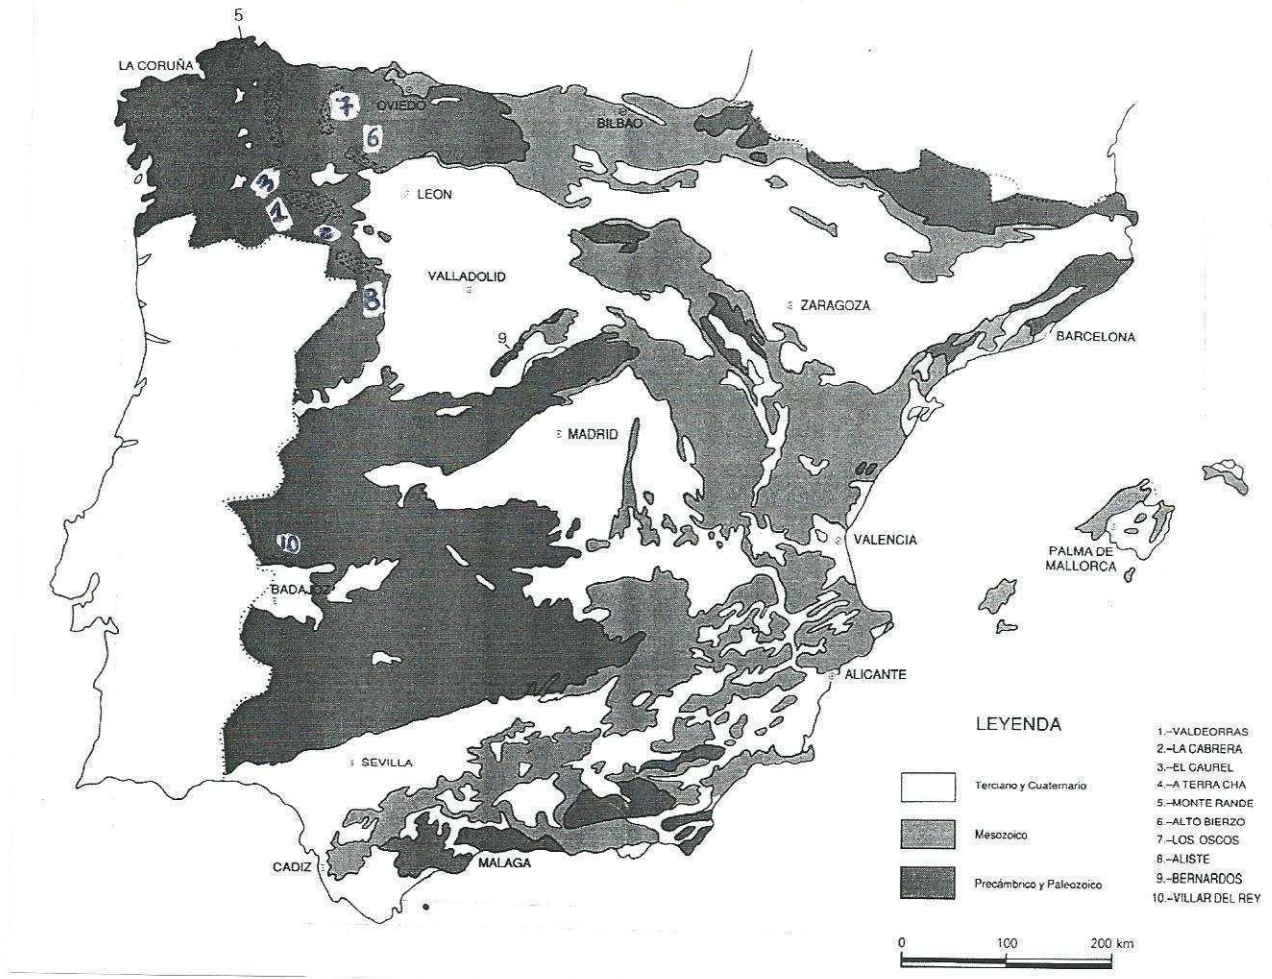 5
LA CORUÑA
7
OVIEDO
6
BILBAO
3
LEON
1
2
VALLADOLID
8
ZARAGOZA
9
BARCELONA
MADRID
10
VALENCIA
PALMA DE
MALLORCA
BADAJOZ
ALICANTE
SEVILLA
CADIZ
MALAGA
LEYENDA
Terciario y Cuaternario
Mesozoico
Precámbrico y Paleozoico
0 100 200 km
1.-VALDEORRAS
2.-LA CABRERA
3.-EL CAUREL
4.-A TERRA CHA
5.-MONTE RANDE
6.-ALTO BIERZO
7.-LOS OSCOS
8.-ALISTE
9.-BERNARDOS
10.-VILLAR DEL REY